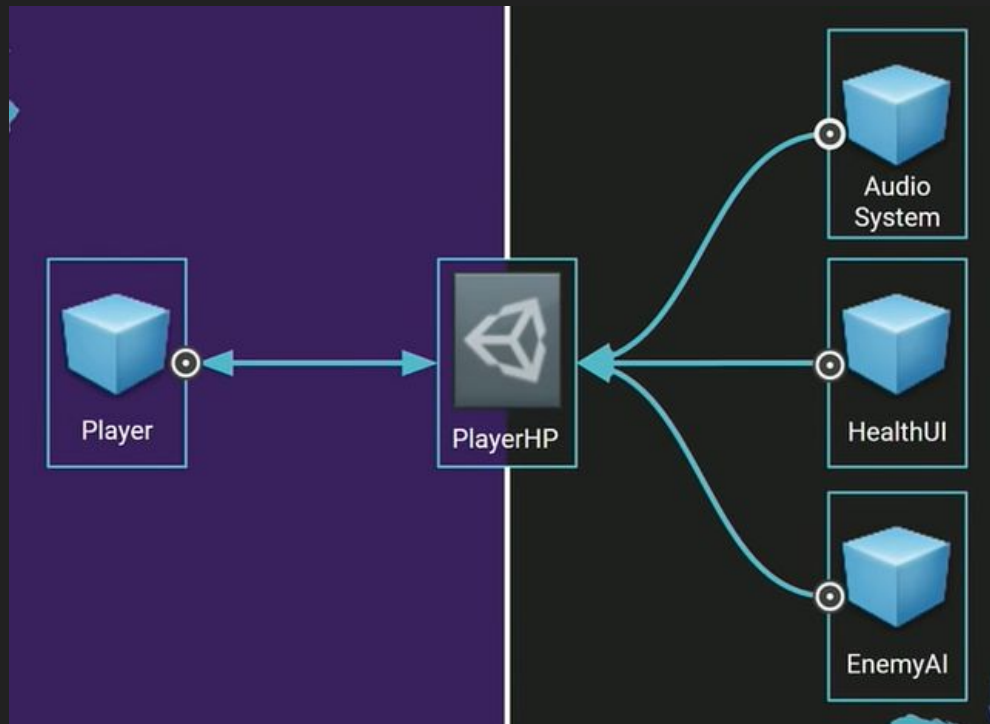 Player
PlayerHP
Audio
System
HealthUI
EnemyAI